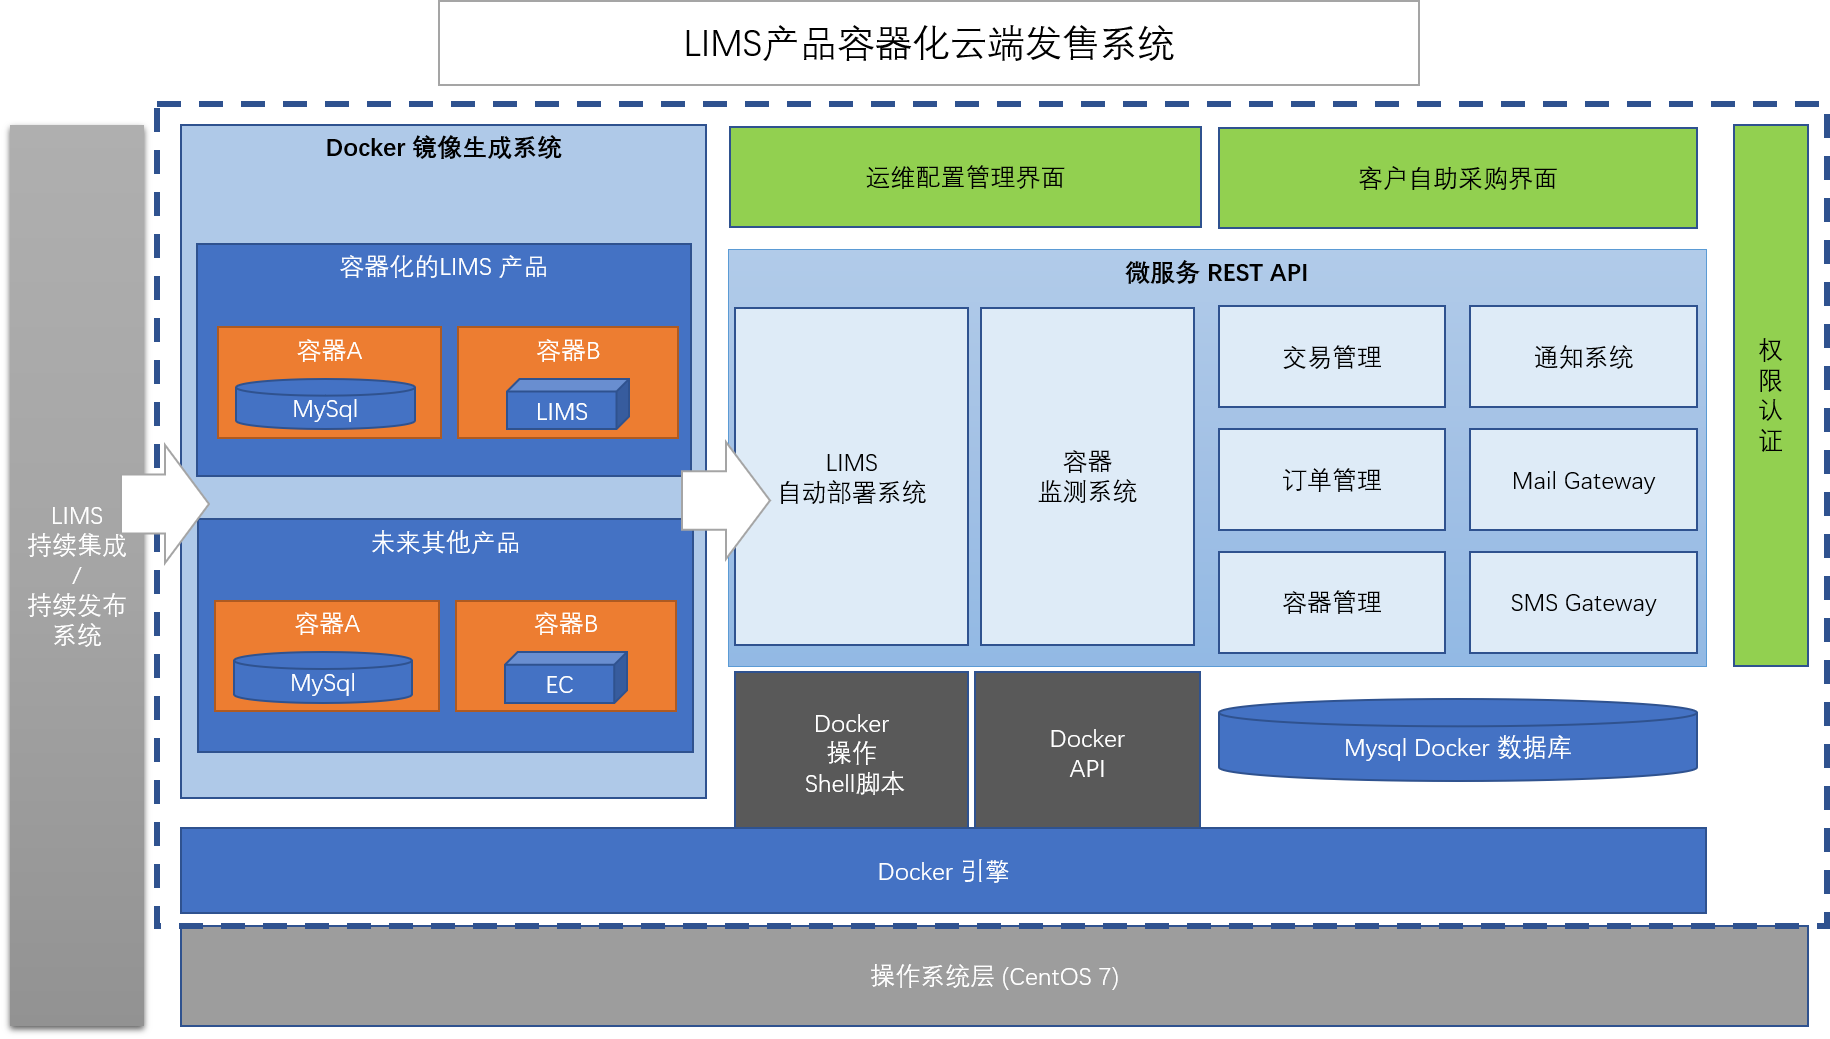 LIMS产品容器化云端发售系统
LIMS
持续集成
/
持续发布
系统
Docker 镜像生成系统
容器化的LIMS 产品
容器A
MySql
容器B
LIMS
未来其他产品
容器A
MySql
容器B
EC
运维配置管理界面
客户自助采购界面
微服务 REST API
LIMS
自动部署系统
容器
监测系统
交易管理
通知系统
订单管理
Mail Gateway
容器管理
SMS Gateway
权
限
认
证
Docker
操作
Shell脚本
Docker
API
Mysql Docker 数据库
Docker 引擎
操作系统层 (CentOS 7)